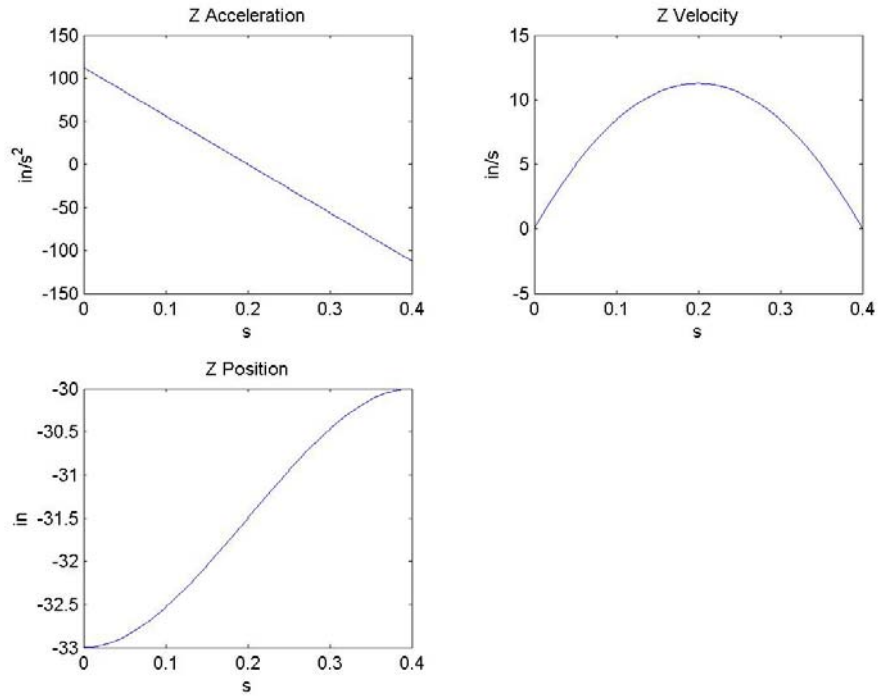 Z Acceleration
150
100
50
0
-50
-100
-150
in/s²
0 0.1 0.2 0.3 0.4
s
Z Velocity
15
10
5
0
-5
in/s
0 0.1 0.2 0.3 0.4
s
Z Position
-30
-30.5
-31
-31.5
-32
-32.5
-33
in
0 0.1 0.2 0.3 0.4
s